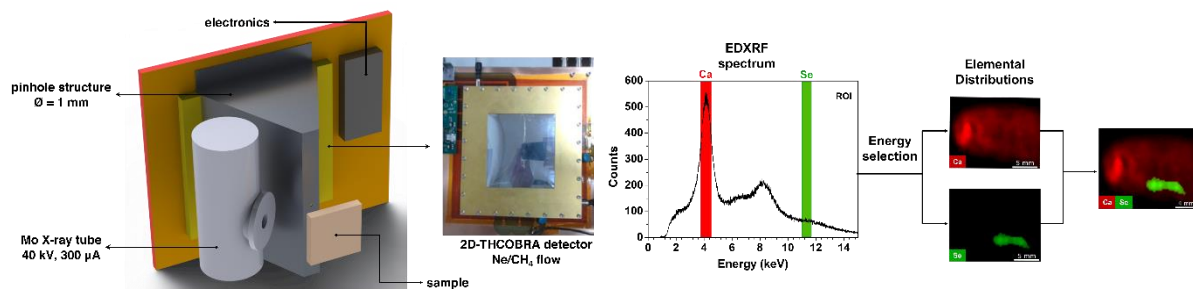 electronics
pinhole structure
Ø = 1 mm
Mo X-ray tube
40 kV, 300 µA
sample
2D-THCOBRA detector
Ne/CH₄ flow
EDXRF
spectrum
Ca
Se
ROI
600
500
400
300
200
100
0
Counts
0 2 4 6 8 10 12 14
Energy (keV)
Energy
selection
Elemental
Distributions
Ca
5 mm
Se
5 mm
Ca Se
5 mm